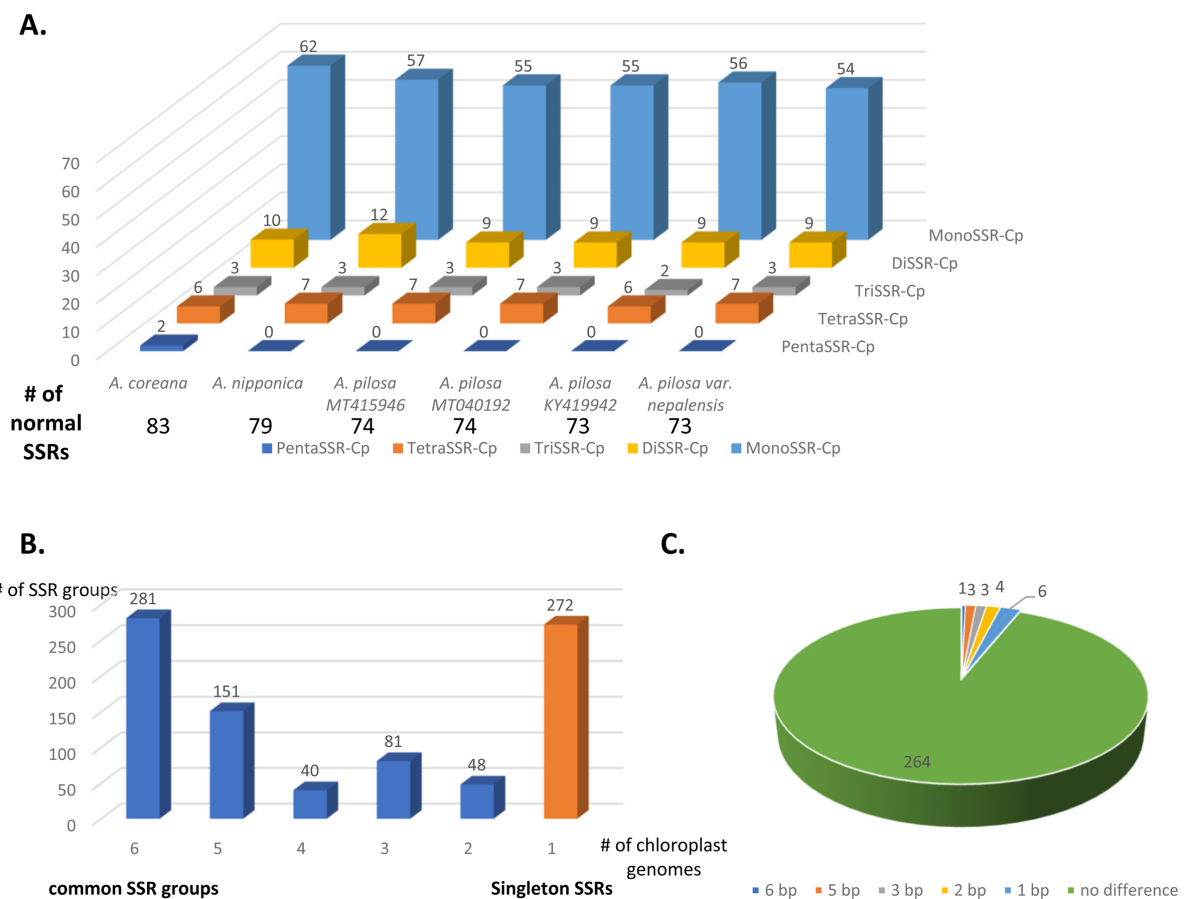 A.
62 57 55 55 56 54
10 12 9 9 9 9
3 3 3 3 2 3
6 7 7 7 6 7
2 0 0 0 0 0
70
60
50
40
30
20
10
0
MonoSSR-Cp
DiSSR-Cp
TriSSR-Cp
TetraSSR-Cp
PentaSSR-Cp
A. coreana A. nipponica A. pilosa A. pilosa A. pilosa A. pilosa var.
MT415946 MT040192 KY419942 nepalensis
# of
normal
SSRs
83 79 74 74 73 73
PentaSSR-Cp TetraSSR-Cp TriSSR-Cp DiSSR-Cp MonoSSR-Cp
B.
# of SSR groups
300
250
200
150
100
50
0
281 151 40 81 48 272
6 5 4 3 2 1
# of chloroplast
genomes
common SSR groups Singleton SSRs
C.
1 3 3 4 6
264
6 bp 5 bp 3 bp 2 bp 1 bp no difference